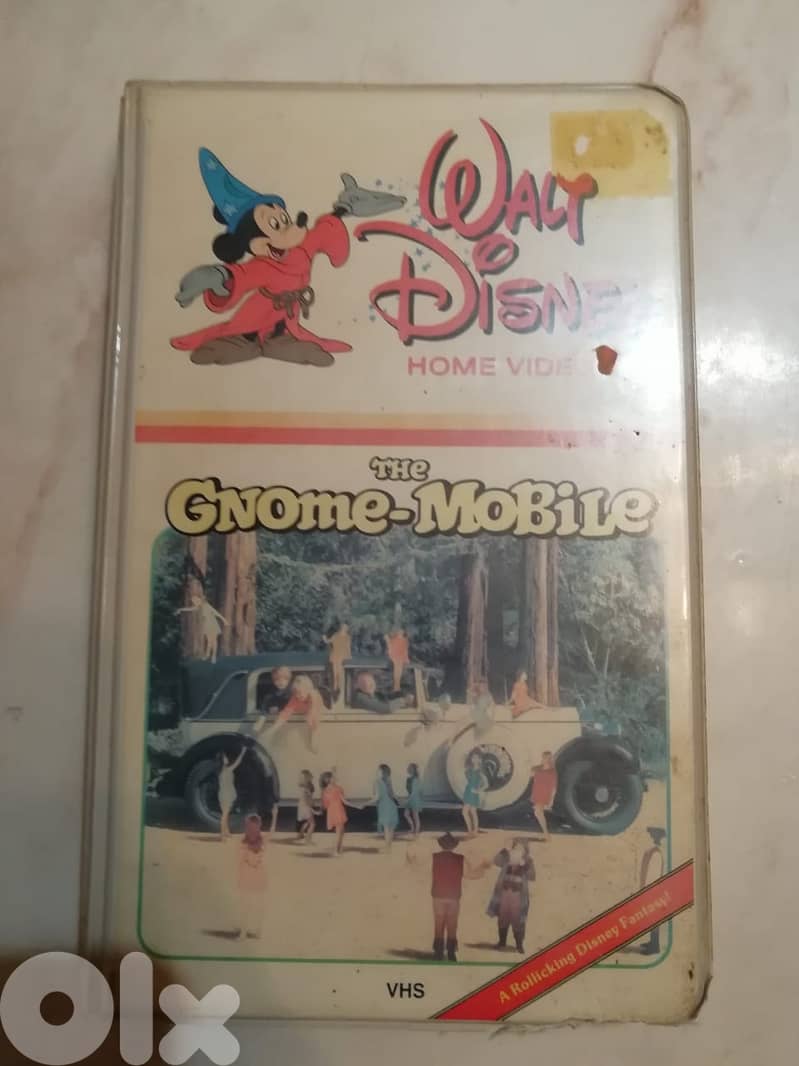 WALT
DISNEY
HOME VIDEO
THE
GNOME-MOBILE
A Rollicking Disney Fantasy!
VHS
olx